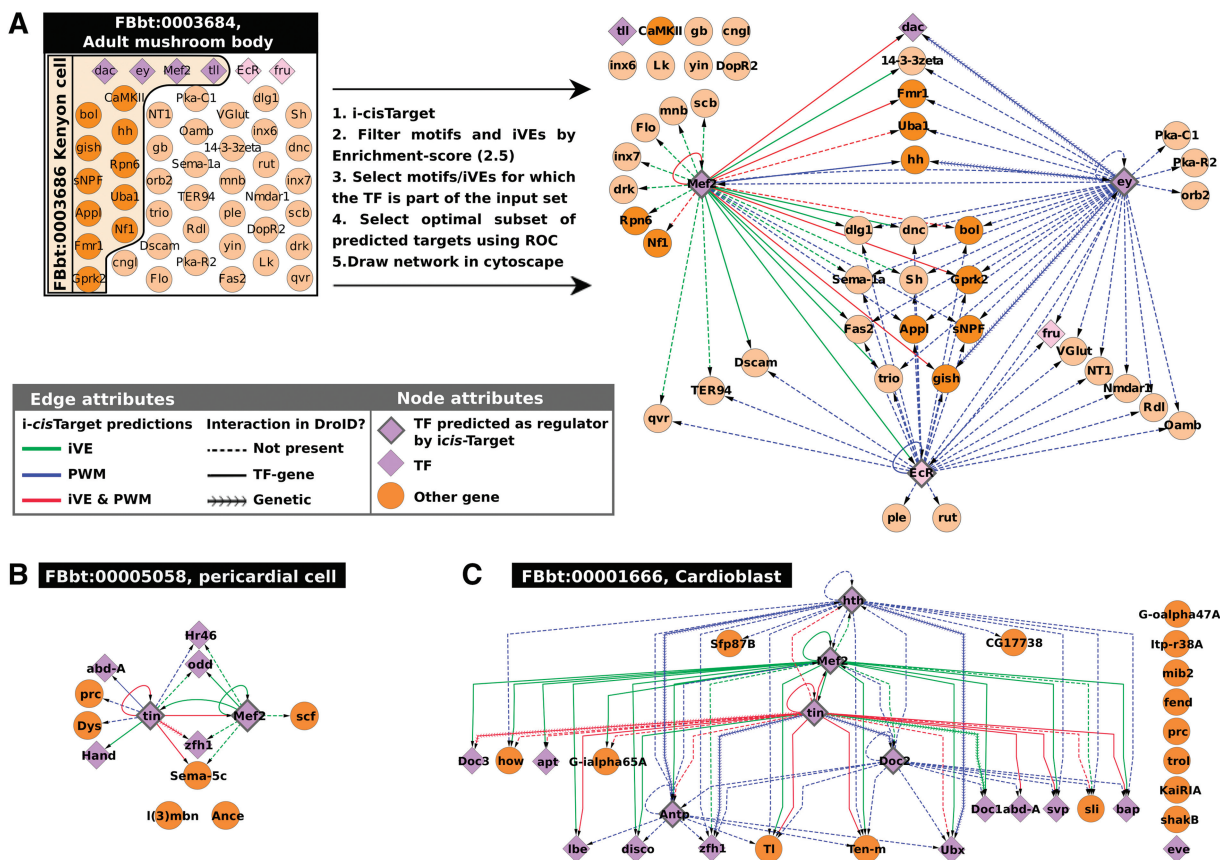 A
FBbt:0003684,
Adult mushroom body
FBbt:0003686 Kenyon cell
dac ey Mef2 tll EcR fru
CaMKII Pka-C1 dlg1
bol NT1 VGlut Sh
hh Oamb inx6
gish gb 14-3-3zeta dnc
Rpn6 Sema-1a rut
sNPF orb2 mnb inx7
Uba1 TER94 Nmdar1
Appl trio ple scb
Nf1 Rdl DopR2
Fmr1 Dscam yin drk
cngl Pka-R2 Lk
Gprk2 Flo Fas2 qvr
1. i-cisTarget
2. Filter motifs and iVEs by
Enrichment-score (2.5)
3. Select motifs/iVEs for which
the TF is part of the input set
4. Select optimal subset of
predicted targets using ROC
5.Draw network in cytoscape
tll CaMKII gb cngl
inx6 Lk yin DopR2
dac
14-3-3zeta
Fmr1
Uba1
hh
scb
mnb
Flo
inx7
drk
Rpn6
Nf1
Mef2
ey
Pka-C1
Pka-R2
orb2
dlg1 dnc bol
Sema-1a Sh Gprk2
Fas2 Appl sNPF
trio gish
Dscam
TER94
qvr
fru
VGlut
NT1
Nmdar1
Rdl
Oamb
EcR
ple rut
Edge attributes
i-cisTarget predictions
iVE
PWM
iVE & PWM
Interaction in DroID?
Not present
TF-gene
Genetic
Node attributes
TF predicted as regulator
by icis-Target
TF
Other gene
B
FBbt:00005058, pericardial cell
Hr46
abd-A odd
prc
tin Mef2 scf
Dys
Hand zfh1
Sema-5c
l(3)mbn Ance
C
FBbt:00001666, Cardioblast
hth
Sfp87B CG17738
Mef2
tin
Doc3 how apt G-ialpha65A Doc2
Antp Doc1 abd-A svp sli bap
lbe disco zfh1 Tl Ten-m Ubx
G-oalpha47A
Itp-r38A
mib2
fend
prc
trol
KaiRIA
shakB
eve